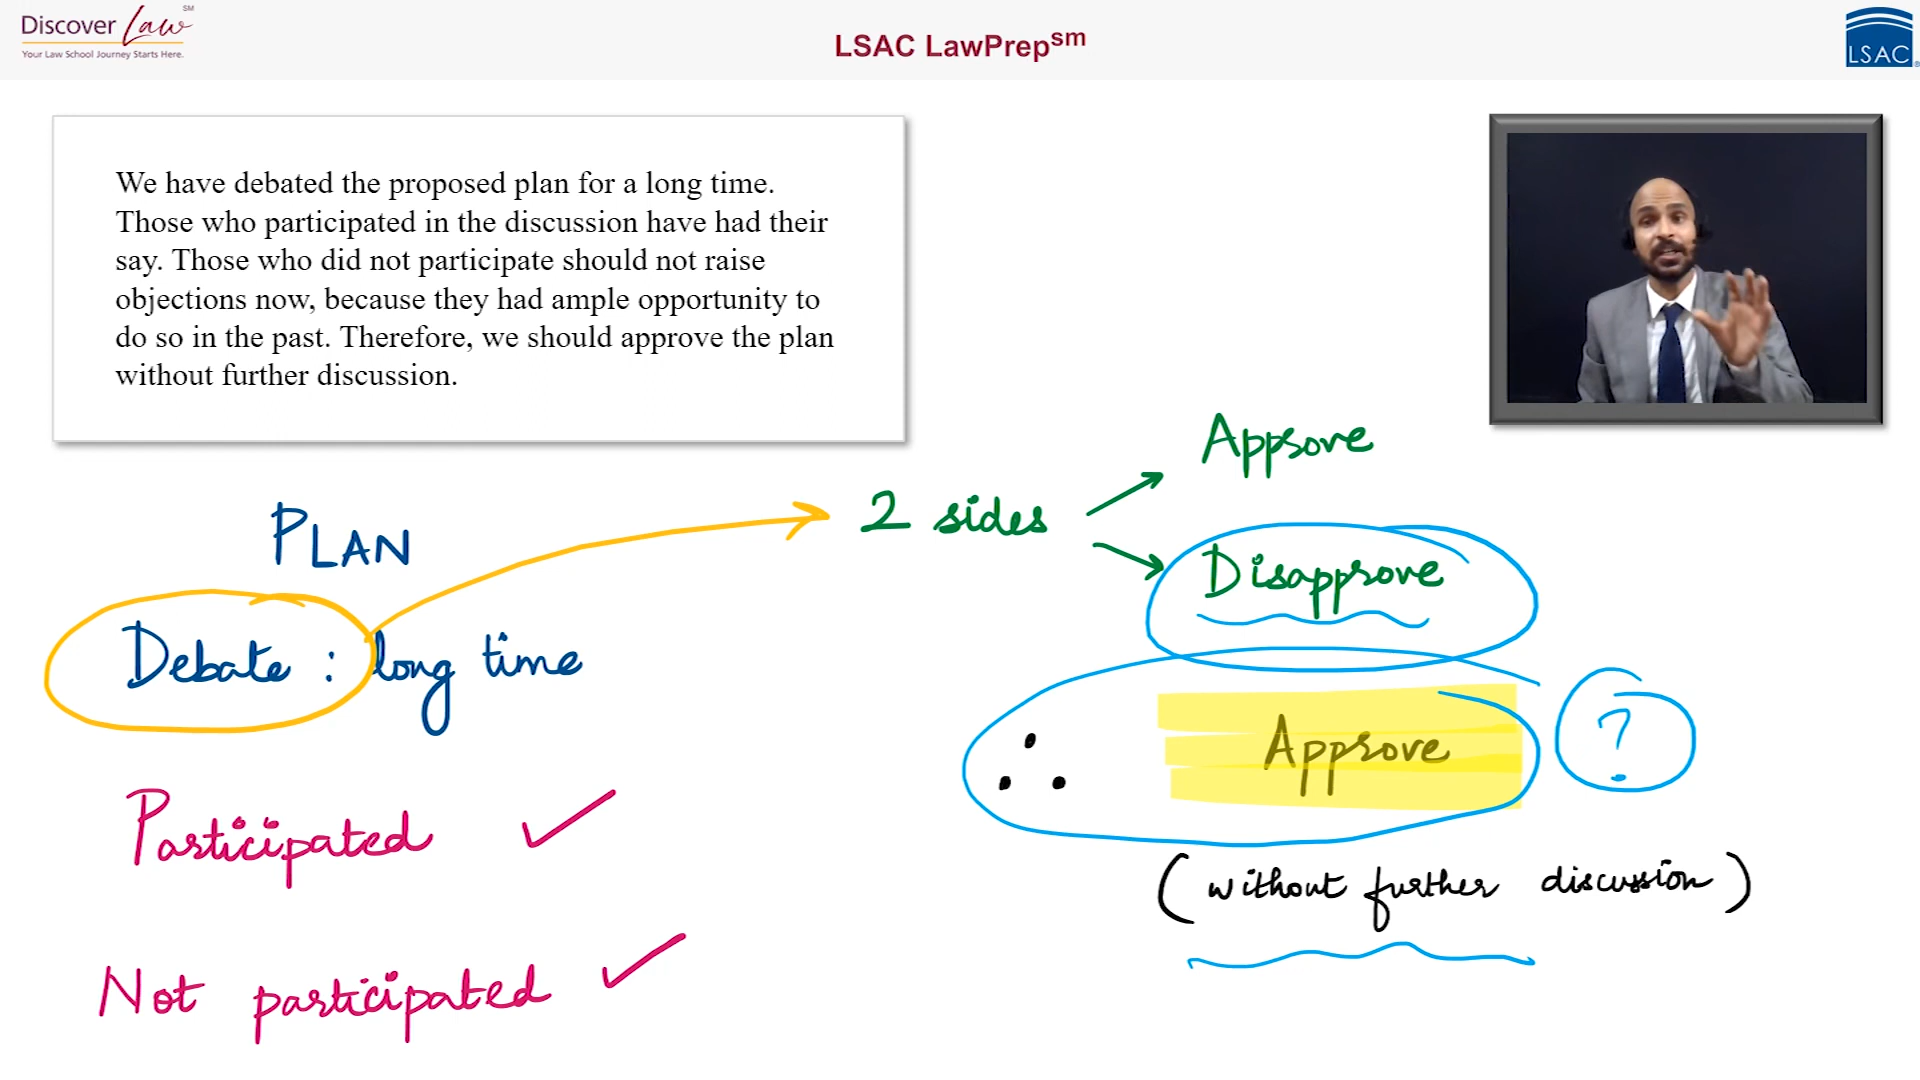 Discover Law SM
Your Law School Journey Starts Here.
LSAC LawPrepsm
LSAC®
We have debated the proposed plan for a long time.
Those who participated in the discussion have had their
say. Those who did not participate should not raise
objections now, because they had ample opportunity to
do so in the past. Therefore, we should approve the plan
without further discussion.
PLAN
Debate : long time
Participated ✓
Not participated ✓
2 sides
Approve
Disapprove
∴ Approve ?
(without further discussion)